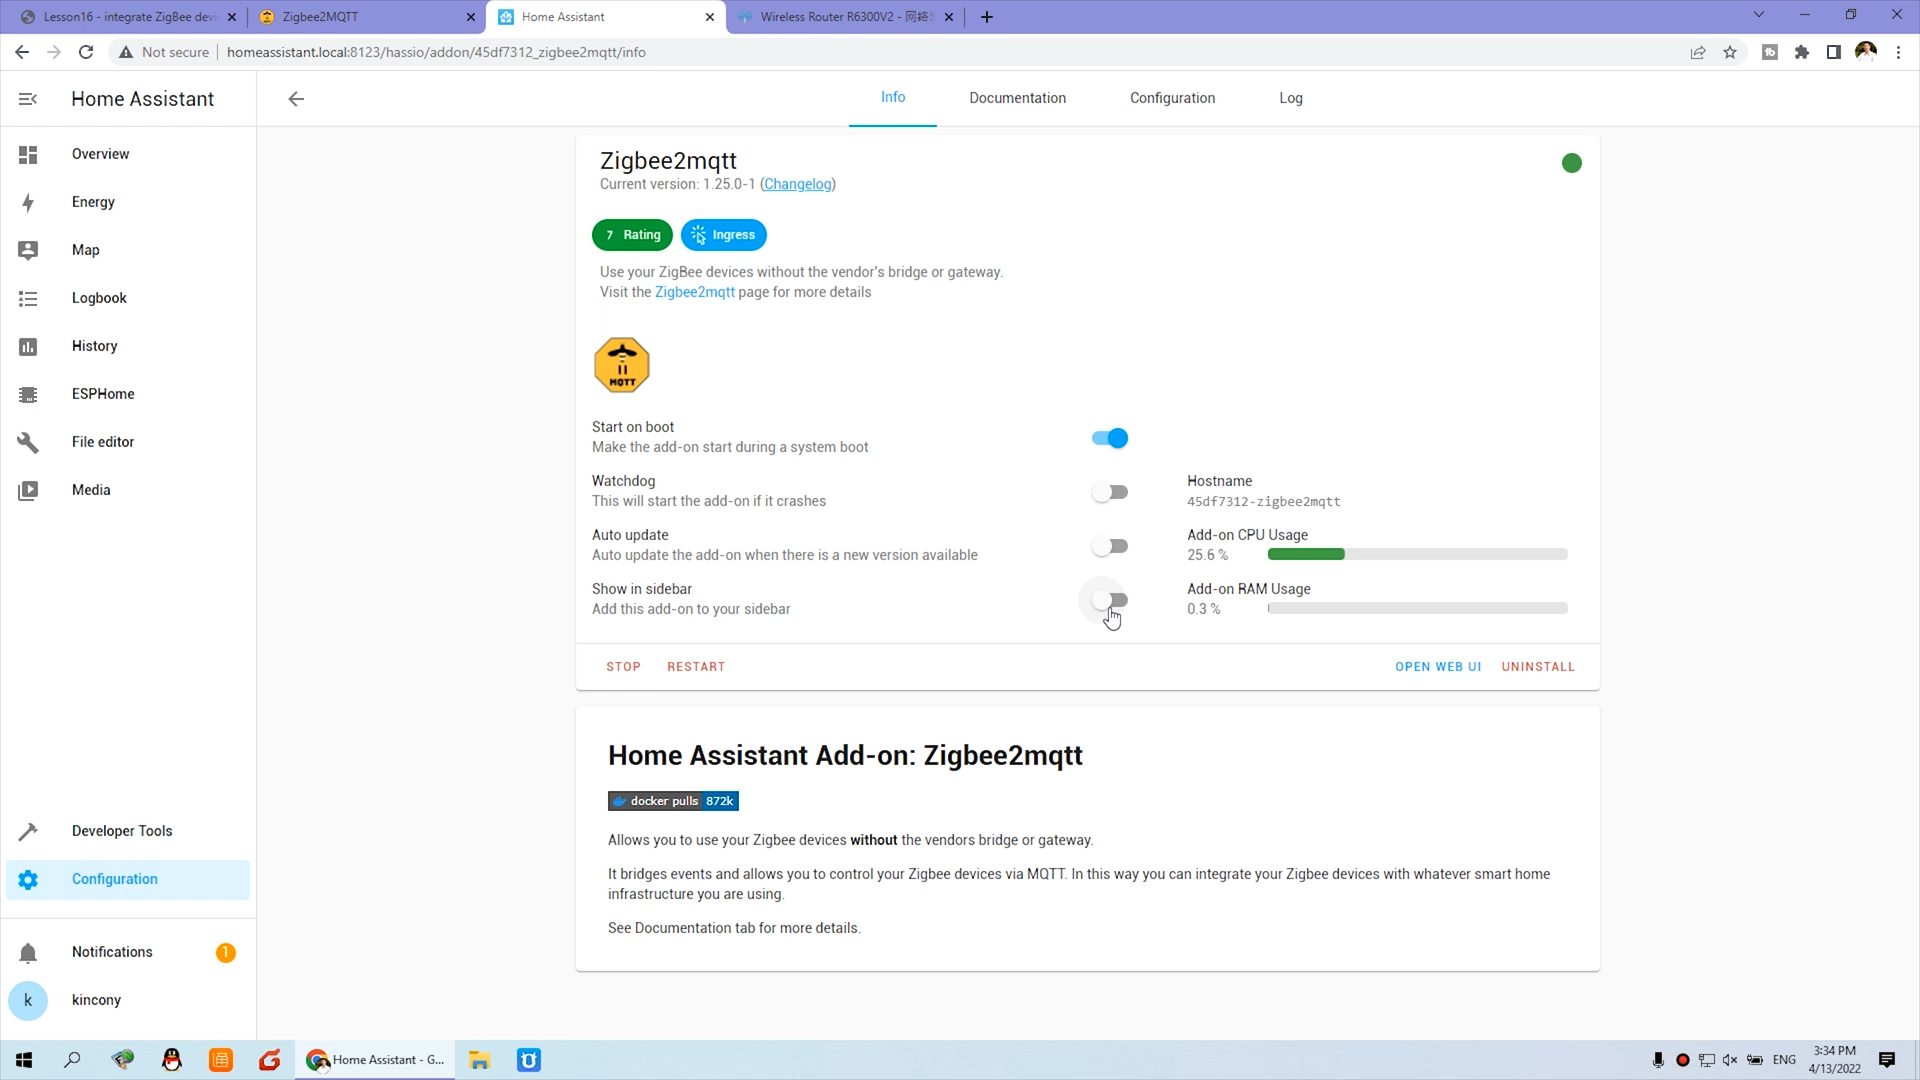 Lesson16 - integrate ZigBee dev
Zigbee2MQTT
Home Assistant
Wireless Router R6300V2 - 网络
Not secure
homeassistant.local:8123/hassio/addon/45df7312_zigbee2mqtt/info
Home Assistant
Info
Documentation
Configuration
Log
Overview
Energy
Map
Logbook
History
ESPHome
File editor
Media
Developer Tools
Configuration
Notifications
1
k
kincony
Zigbee2mqtt
Current version: 1.25.0-1 (Changelog)
7 Rating
Ingress
Use your ZigBee devices without the vendor's bridge or gateway.
Visit the Zigbee2mqtt page for more details
MQTT
Start on boot
Make the add-on start during a system boot
Watchdog
This will start the add-on if it crashes
Auto update
Auto update the add-on when there is a new version available
Show in sidebar
Add this add-on to your sidebar
Hostname
45df7312-zigbee2mqtt
Add-on CPU Usage
25.6 %
Add-on RAM Usage
0.3 %
STOP
RESTART
OPEN WEB UI
UNINSTALL
Home Assistant Add-on: Zigbee2mqtt
docker pulls 872k
Allows you to use your Zigbee devices without the vendors bridge or gateway.
It bridges events and allows you to control your Zigbee devices via MQTT. In this way you can integrate your Zigbee devices with whatever smart home
infrastructure you are using.
See Documentation tab for more details.
Home Assistant - G...
ENG
3:34 PM
4/13/2022